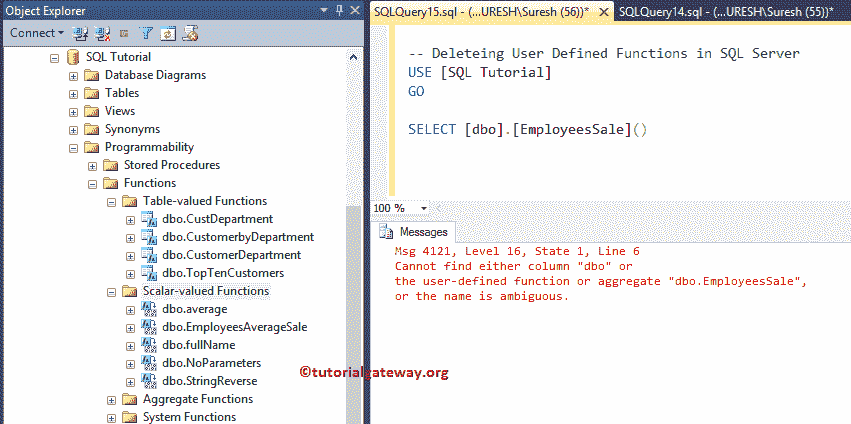 Object Explorer
Connect
SQL Tutorial
Database Diagrams
Tables
Views
Synonyms
Programmability
Stored Procedures
Functions
Table-valued Functions
dbo.CustDepartment
dbo.CustomerbyDepartment
dbo.CustomerDepartment
dbo.TopTenCustomers
Scalar-valued Functions
dbo.average
dbo.EmployeesAverageSale
dbo.fullName
dbo.NoParameters
dbo.StringReverse
Aggregate Functions
System Functions
SQLQuery15.sql - (...URESH\Suresh (56))* SQLQuery14.sql - (...URESH\Suresh (55))*
-- Deleteing User Defined Functions in SQL Server
USE [SQL Tutorial]
GO
SELECT [dbo].[EmployeesSale]()
100 %
Messages
Msg 4121, Level 16, State 1, Line 6
Cannot find either column "dbo" or
the user-defined function or aggregate "dbo.EmployeesSale",
or the name is ambiguous.
©tutorialgateway.org